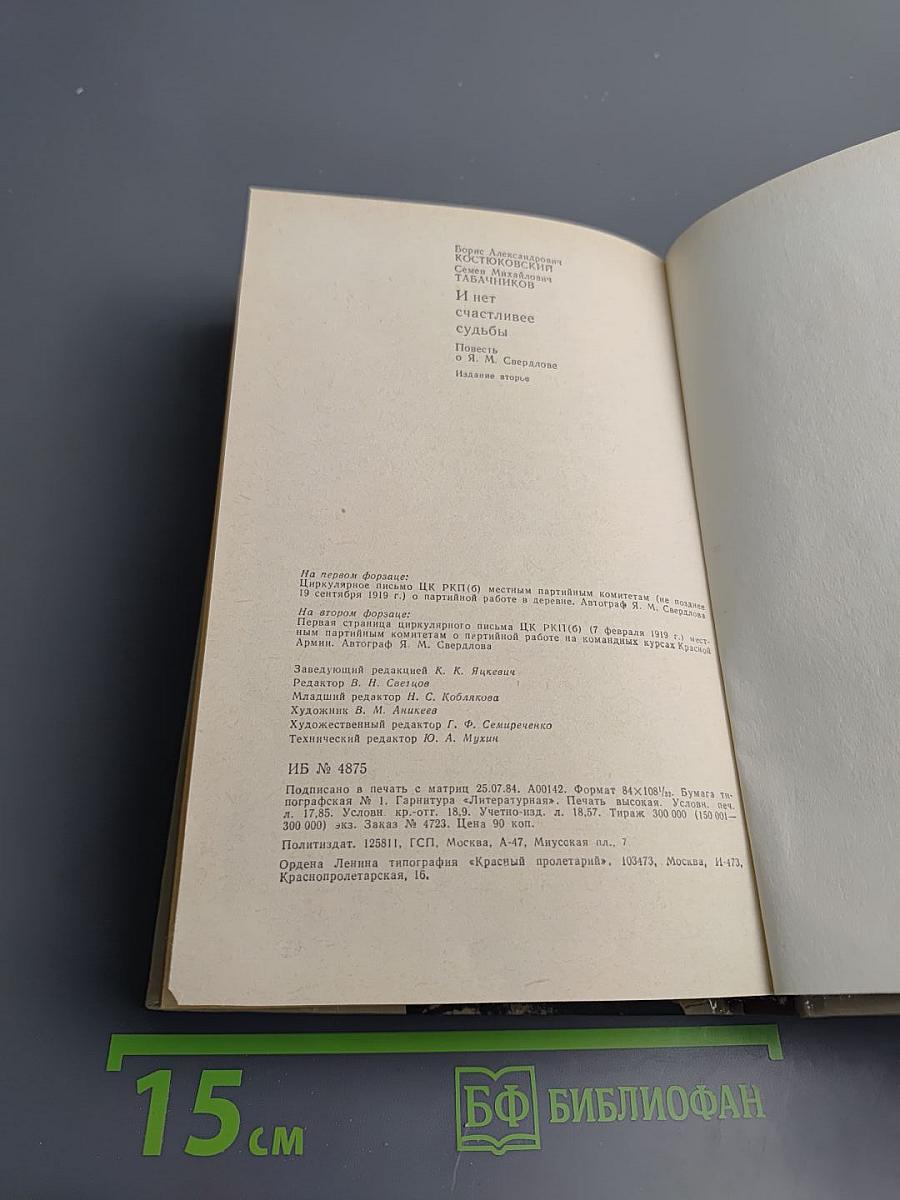 Борис Александрович
КОСТЮКОВСКИЙ
Семен Михайлович
ТАБАЧНИКОВ
И нет
счастливее
судьбы
Повесть
о Я. М. Свердлове
Издание второе
На первом форзаце:
Циркулярное письмо ЦК РКП(б) местным партийным комитетам (не позднее
19 сентября 1919 г.) о партийной работе в деревне. Автограф Я. М. Свердлова
На втором форзаце:
Первая страница циркулярного письма ЦК РКП(б) (7 февраля 1919 г.) мест-
ным партийным комитетам о партийной работе на командных курсах Красной
Армии. Автограф Я. М. Свердлова
Заведующий редакцией К. К. Яцкевич
Редактор В. Н. Светцов
Младший редактор Н. С. Коблякова
Художник В. М. Аникеев
Художественный редактор Г. Ф. Семиреченко
Технический редактор Ю. А. Мухин
ИБ № 4875
Подписано в печать с матриц 25.07.84. А00142. Формат 84×108¹/₃₂. Бумага ти-
пографская № 1. Гарнитура «Литературная». Печать высокая. Условн. печ.
л. 17,85. Условн. кр.-отт. 18,9. Учетно-изд. л. 18,57. Тираж 300 000 (150 001—
300 000) экз. Заказ № 4723. Цена 90 коп.
Политиздат. 125811, ГСП, Москва, А-47, Миусская пл., 7
Ордена Ленина типография «Красный пролетарий». 103473, Москва, И-473,
Краснопролетарская, 16.
15 см
БФ БИБЛИОФАН